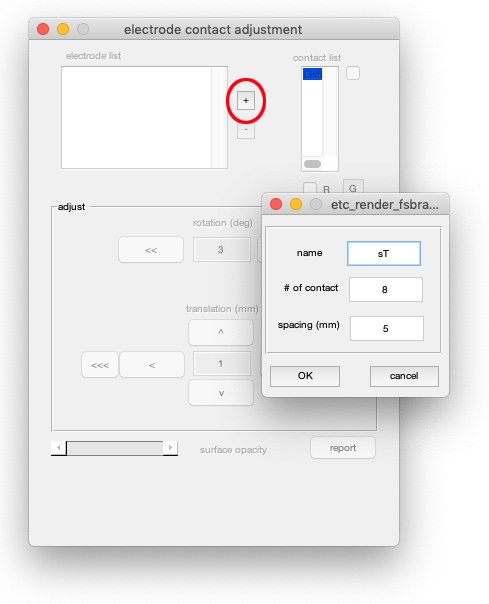 electrode contact adjustment
electrode list
contact list
List
+
-
R
G
adjust
rotation (deg)
<<
3
translation (mm)
^
<<<
<
1
v
surface opacity
report
etc_render_fsbra...
name
sT
# of contact
8
spacing (mm)
5
OK
cancel